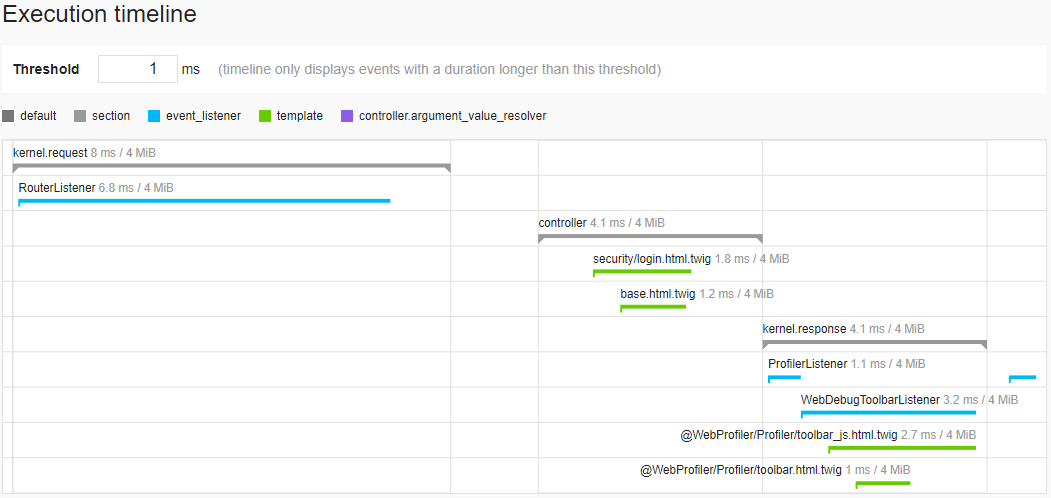 Execution timeline
Threshold 1 ms (timeline only displays events with a duration longer than this threshold)
default section event_listener template controller.argument_value_resolver
kernel.request 8 ms / 4 MiB
RouterListener 6.8 ms / 4 MiB
controller 4.1 ms / 4 MiB
security/login.html.twig 1.8 ms / 4 MiB
base.html.twig 1.2 ms / 4 MiB
kernel.response 4.1 ms / 4 MiB
ProfilerListener 1.1 ms / 4 MiB
WebDebugToolbarListener 3.2 ms / 4 MiB
@WebProfiler/Profiler/toolbar_js.html.twig 2.7 ms / 4 MiB
@WebProfiler/Profiler/toolbar.html.twig 1 ms / 4 MiB